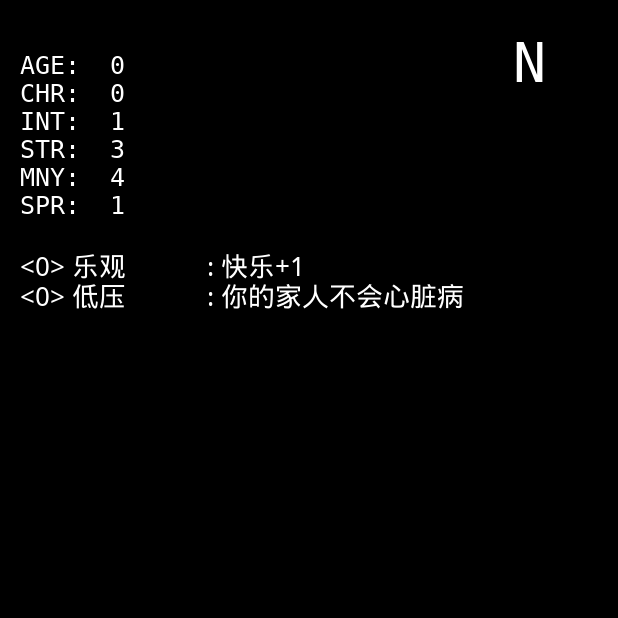 N
AGE: 0
CHR: 0
INT: 1
STR: 3
MNY: 4
SPR: 1
<O> 乐观 : 快乐+1
<O> 低压 : 你的家人不会心脏病